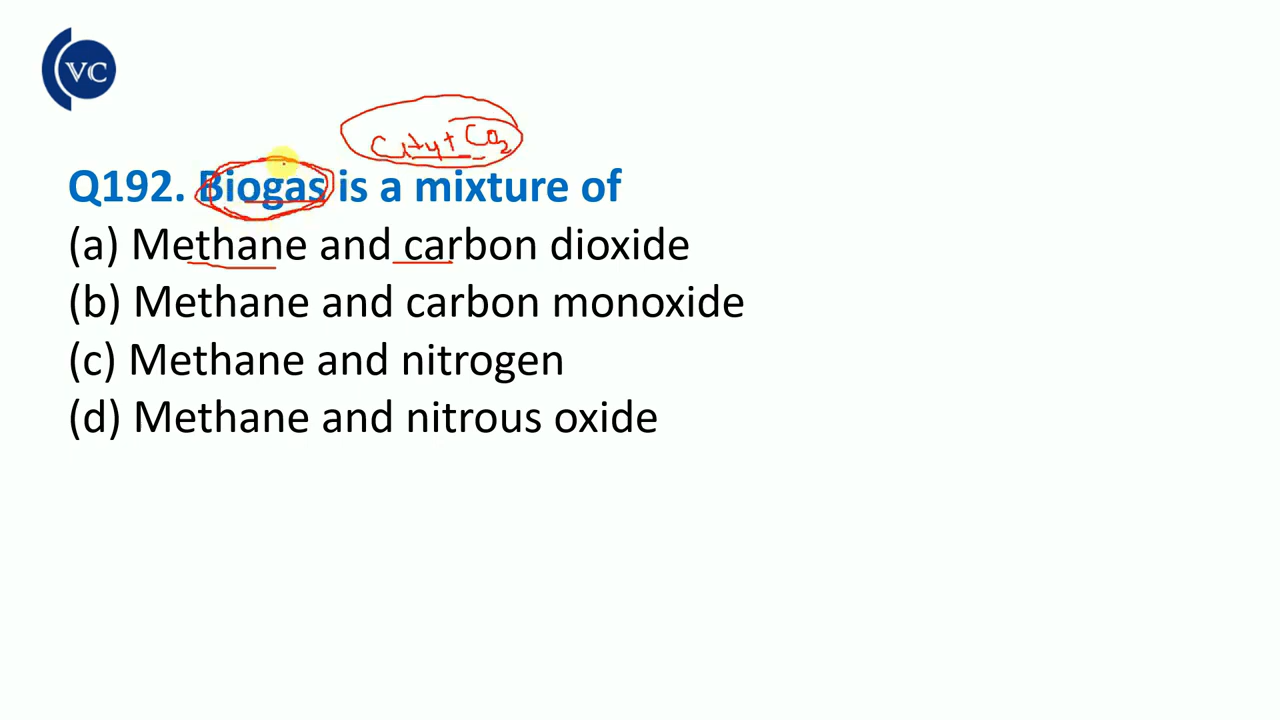 VC
CH4+CO2
Q192. Biogas is a mixture of
(a) Methane and carbon dioxide
(b) Methane and carbon monoxide
(c) Methane and nitrogen
(d) Methane and nitrous oxide